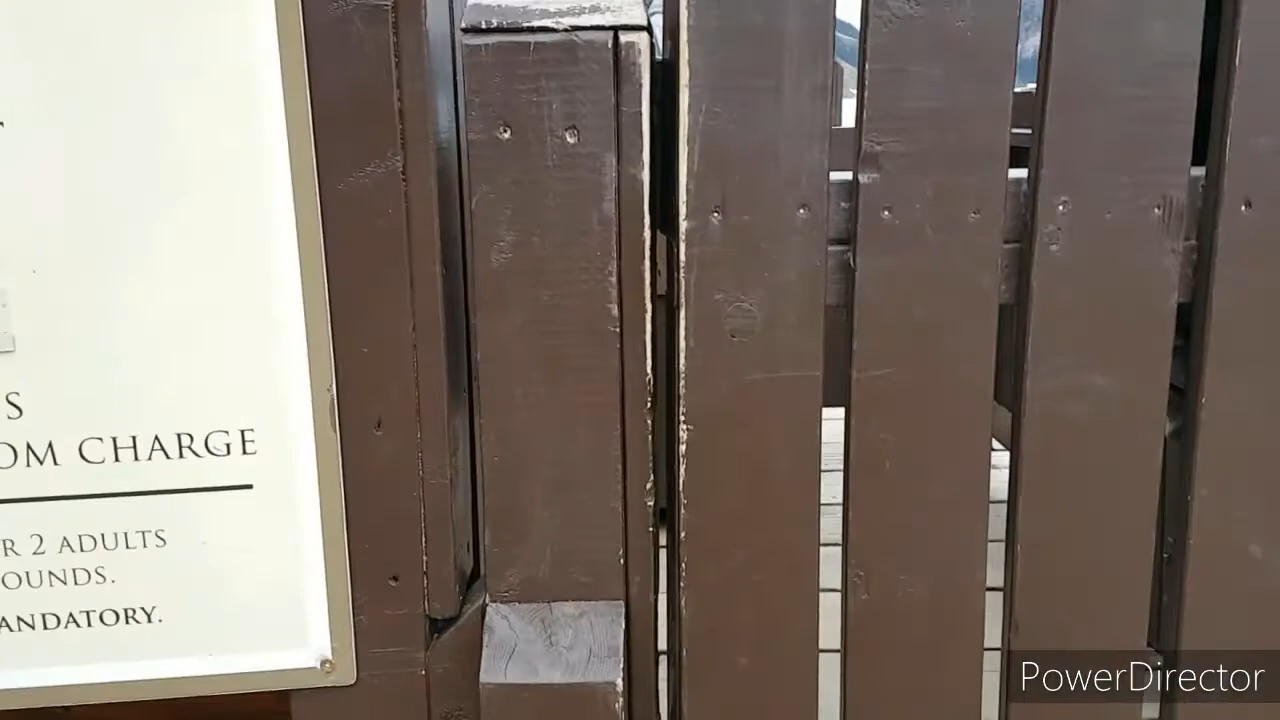 S
OM CHARGE
R 2 ADULTS
OUNDS.
ANDATORY.
PowerDirector